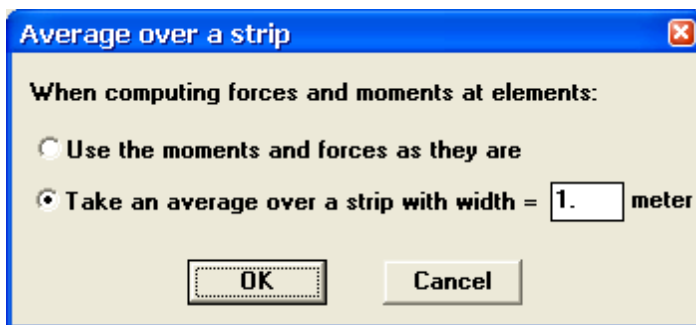 Average over a strip
When computing forces and moments at elements:
Use the moments and forces as they are
Take an average over a strip with width = 1. meter
OK Cancel